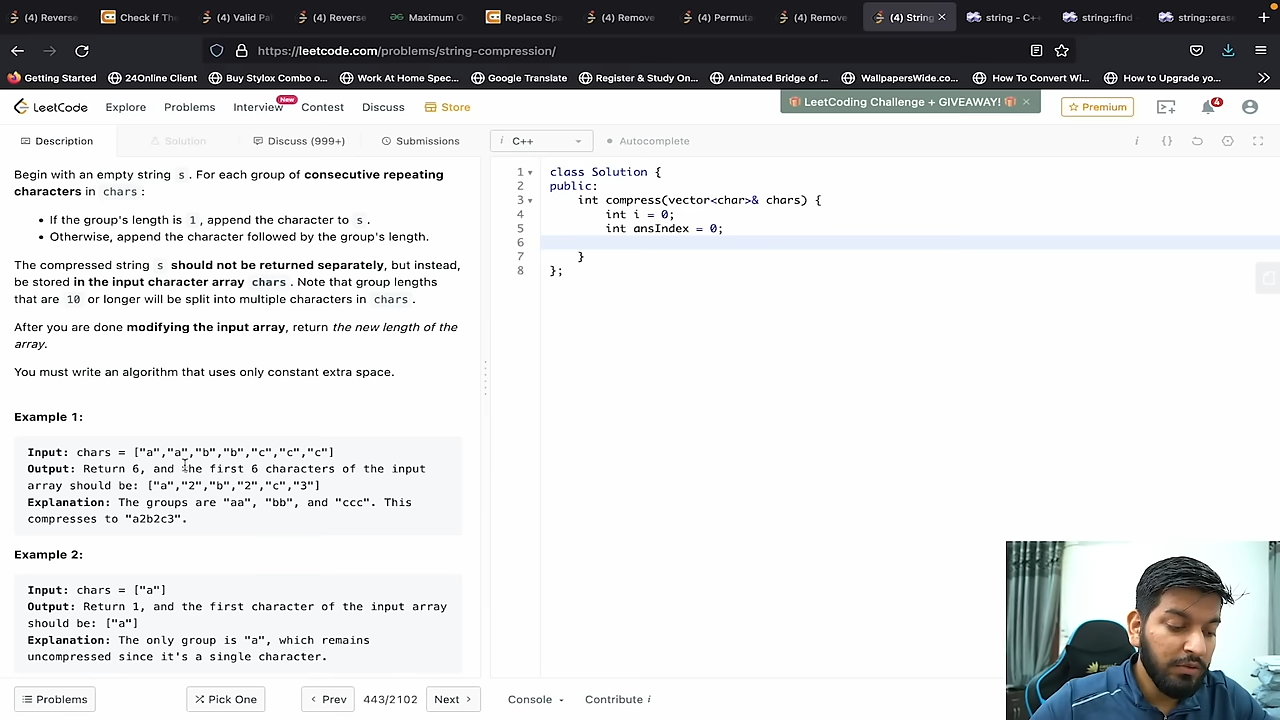 (4) Reverse
Check If The
(4) Valid Pal
(4) Reverse
Maximum O
Replace Spa
(4) Remove
(4) Permuta
(4) Remove
(4) String
string - C++
string::find
string::eras
https://leetcode.com/problems/string-compression/
Getting Started
24Online Client
Buy Stylox Combo o...
Work At Home Spec...
Google Translate
Register & Study On...
Animated Bridge of ...
WallpapersWide.co...
How To Convert Wi...
How to Upgrade yo...
LeetCode
Explore
Problems
Interview
New
Contest
Discuss
Store
LeetCoding Challenge + GIVEAWAY!
Premium
4
Description
Solution
Discuss (999+)
Submissions
i C++
Autocomplete
Begin with an empty string s. For each group of consecutive repeating
characters in chars:
• If the group's length is 1, append the character to s.
• Otherwise, append the character followed by the group's length.
The compressed string s should not be returned separately, but instead,
be stored in the input character array chars. Note that group lengths
that are 10 or longer will be split into multiple characters in chars.
After you are done modifying the input array, return the new length of the
array.
You must write an algorithm that uses only constant extra space.
Example 1:
Input: chars = ["a","a","b","b","c","c","c"]
Output: Return 6, and the first 6 characters of the input
array should be: ["a","2","b","2","c","3"]
Explanation: The groups are "aa", "bb", and "ccc". This
compresses to "a2b2c3".
Example 2:
Input: chars = ["a"]
Output: Return 1, and the first character of the input array
should be: ["a"]
Explanation: The only group is "a", which remains
uncompressed since it's a single character.
1 class Solution {
2 public:
3 int compress(vector<char>& chars) {
4 int i = 0;
5 int ansIndex = 0;
6
7 }
8 };
Problems
Pick One
Prev
443/2102
Next
Console
Contribute i